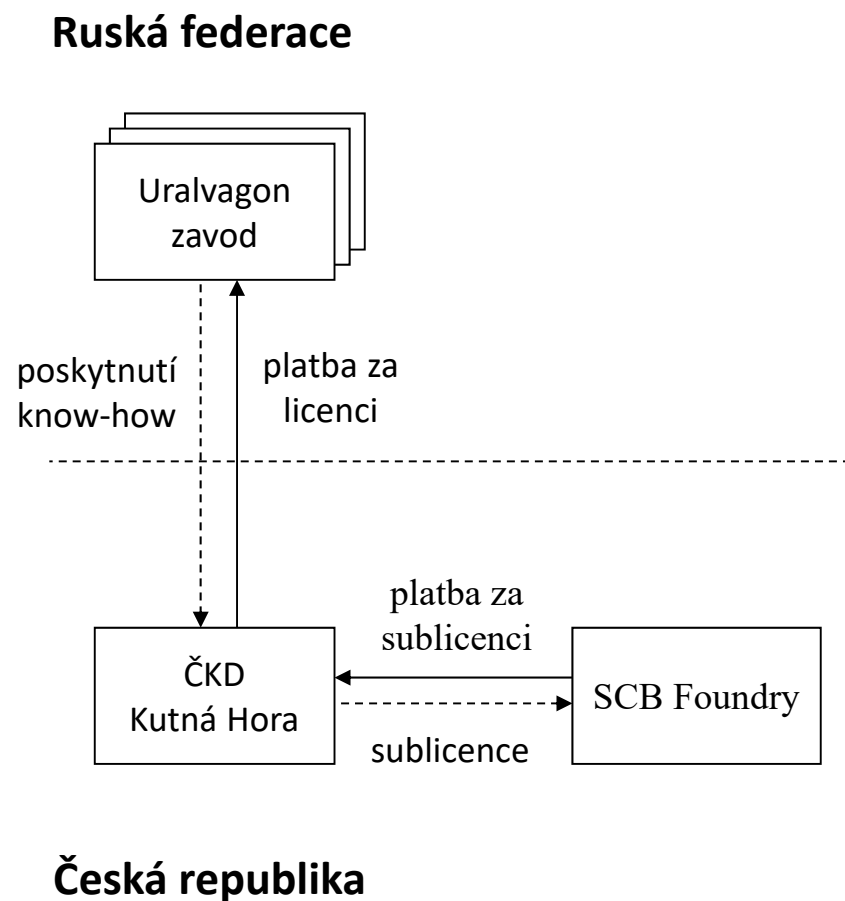 Ruská federace
Uralvagon
zavod
poskytnutí
know-how
platba za
licenci
platba za
sublicenci
ČKD
Kutná Hora
SCB Foundry
sublicence
Česká republika